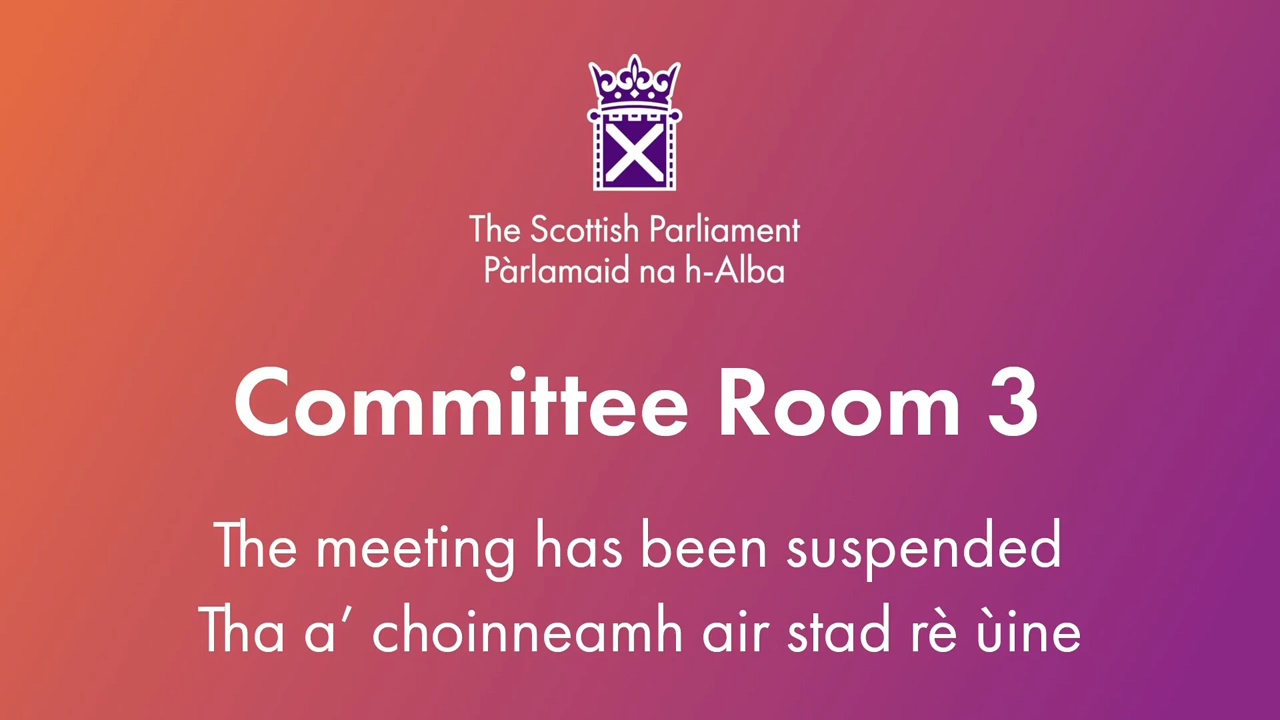 The Scottish Parliament
Pàrlamaid na h-Alba
Committee Room 3
The meeting has been suspended
Tha a’ choinneamh air stad rè ùine